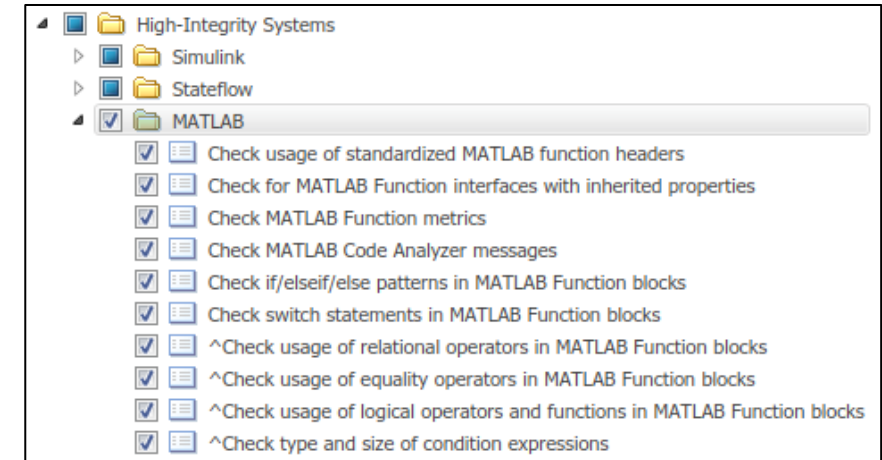 High-Integrity Systems
Simulink
Stateflow
MATLAB
Check usage of standardized MATLAB function headers
Check for MATLAB Function interfaces with inherited properties
Check MATLAB Function metrics
Check MATLAB Code Analyzer messages
Check if/elseif/else patterns in MATLAB Function blocks
Check switch statements in MATLAB Function blocks
^Check usage of relational operators in MATLAB Function blocks
^Check usage of equality operators in MATLAB Function blocks
^Check usage of logical operators and functions in MATLAB Function blocks
^Check type and size of condition expressions